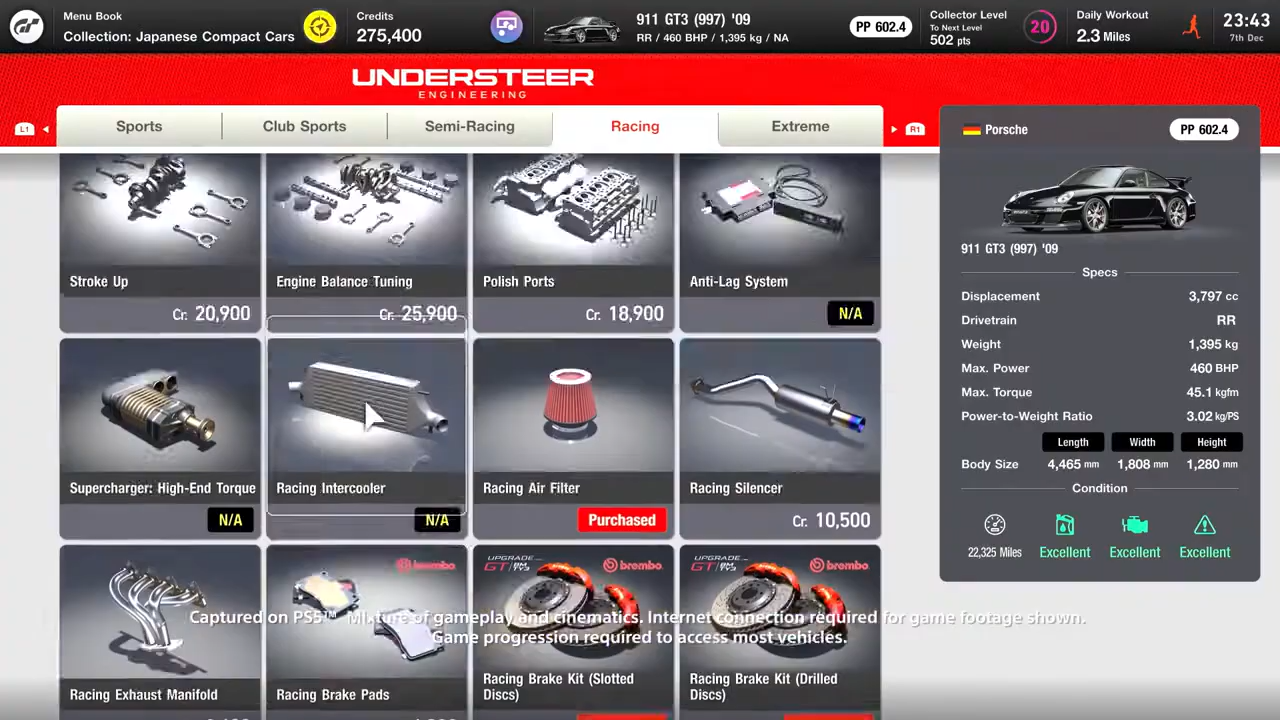 Menu Book
Collection: Japanese Compact Cars
Credits
275,400
911 GT3 (997) '09
RR / 460 BHP / 1,395 kg / NA
PP 602.4
Collector Level
To Next Level
502 pts
20
Daily Workout
2.3 Miles
23:43
7th Dec
UNDERSTEER
ENGINEERING
L1
Sports
Club Sports
Semi-Racing
Racing
Extreme
R1
Stroke Up
Cr. 20,900
Engine Balance Tuning
Cr. 25,900
Polish Ports
Cr. 18,900
Anti-Lag System
N/A
Supercharger: High-End Torque
N/A
Racing Intercooler
N/A
Racing Air Filter
Purchased
Racing Silencer
Cr. 10,500
Racing Exhaust Manifold
brembo
Racing Brake Pads
UPGRADE
GT/
brembo
Racing Brake Kit (Slotted
Discs)
UPGRADE
GT/
brembo
Racing Brake Kit (Drilled
Discs)
Captured on PS5™ Mixture of gameplay and cinematics. Internet connection required for game footage shown.
Game progression required to access most vehicles.
Porsche
PP 602.4
911 GT3 (997) '09
Specs
Displacement 3,797 cc
Drivetrain RR
Weight 1,395 kg
Max. Power 460 BHP
Max. Torque 45.1 kgfm
Power-to-Weight Ratio 3.02 kg/PS
Length Width Height
Body Size 4,465 mm 1,808 mm 1,280 mm
Condition
22,325 Miles Excellent Excellent Excellent